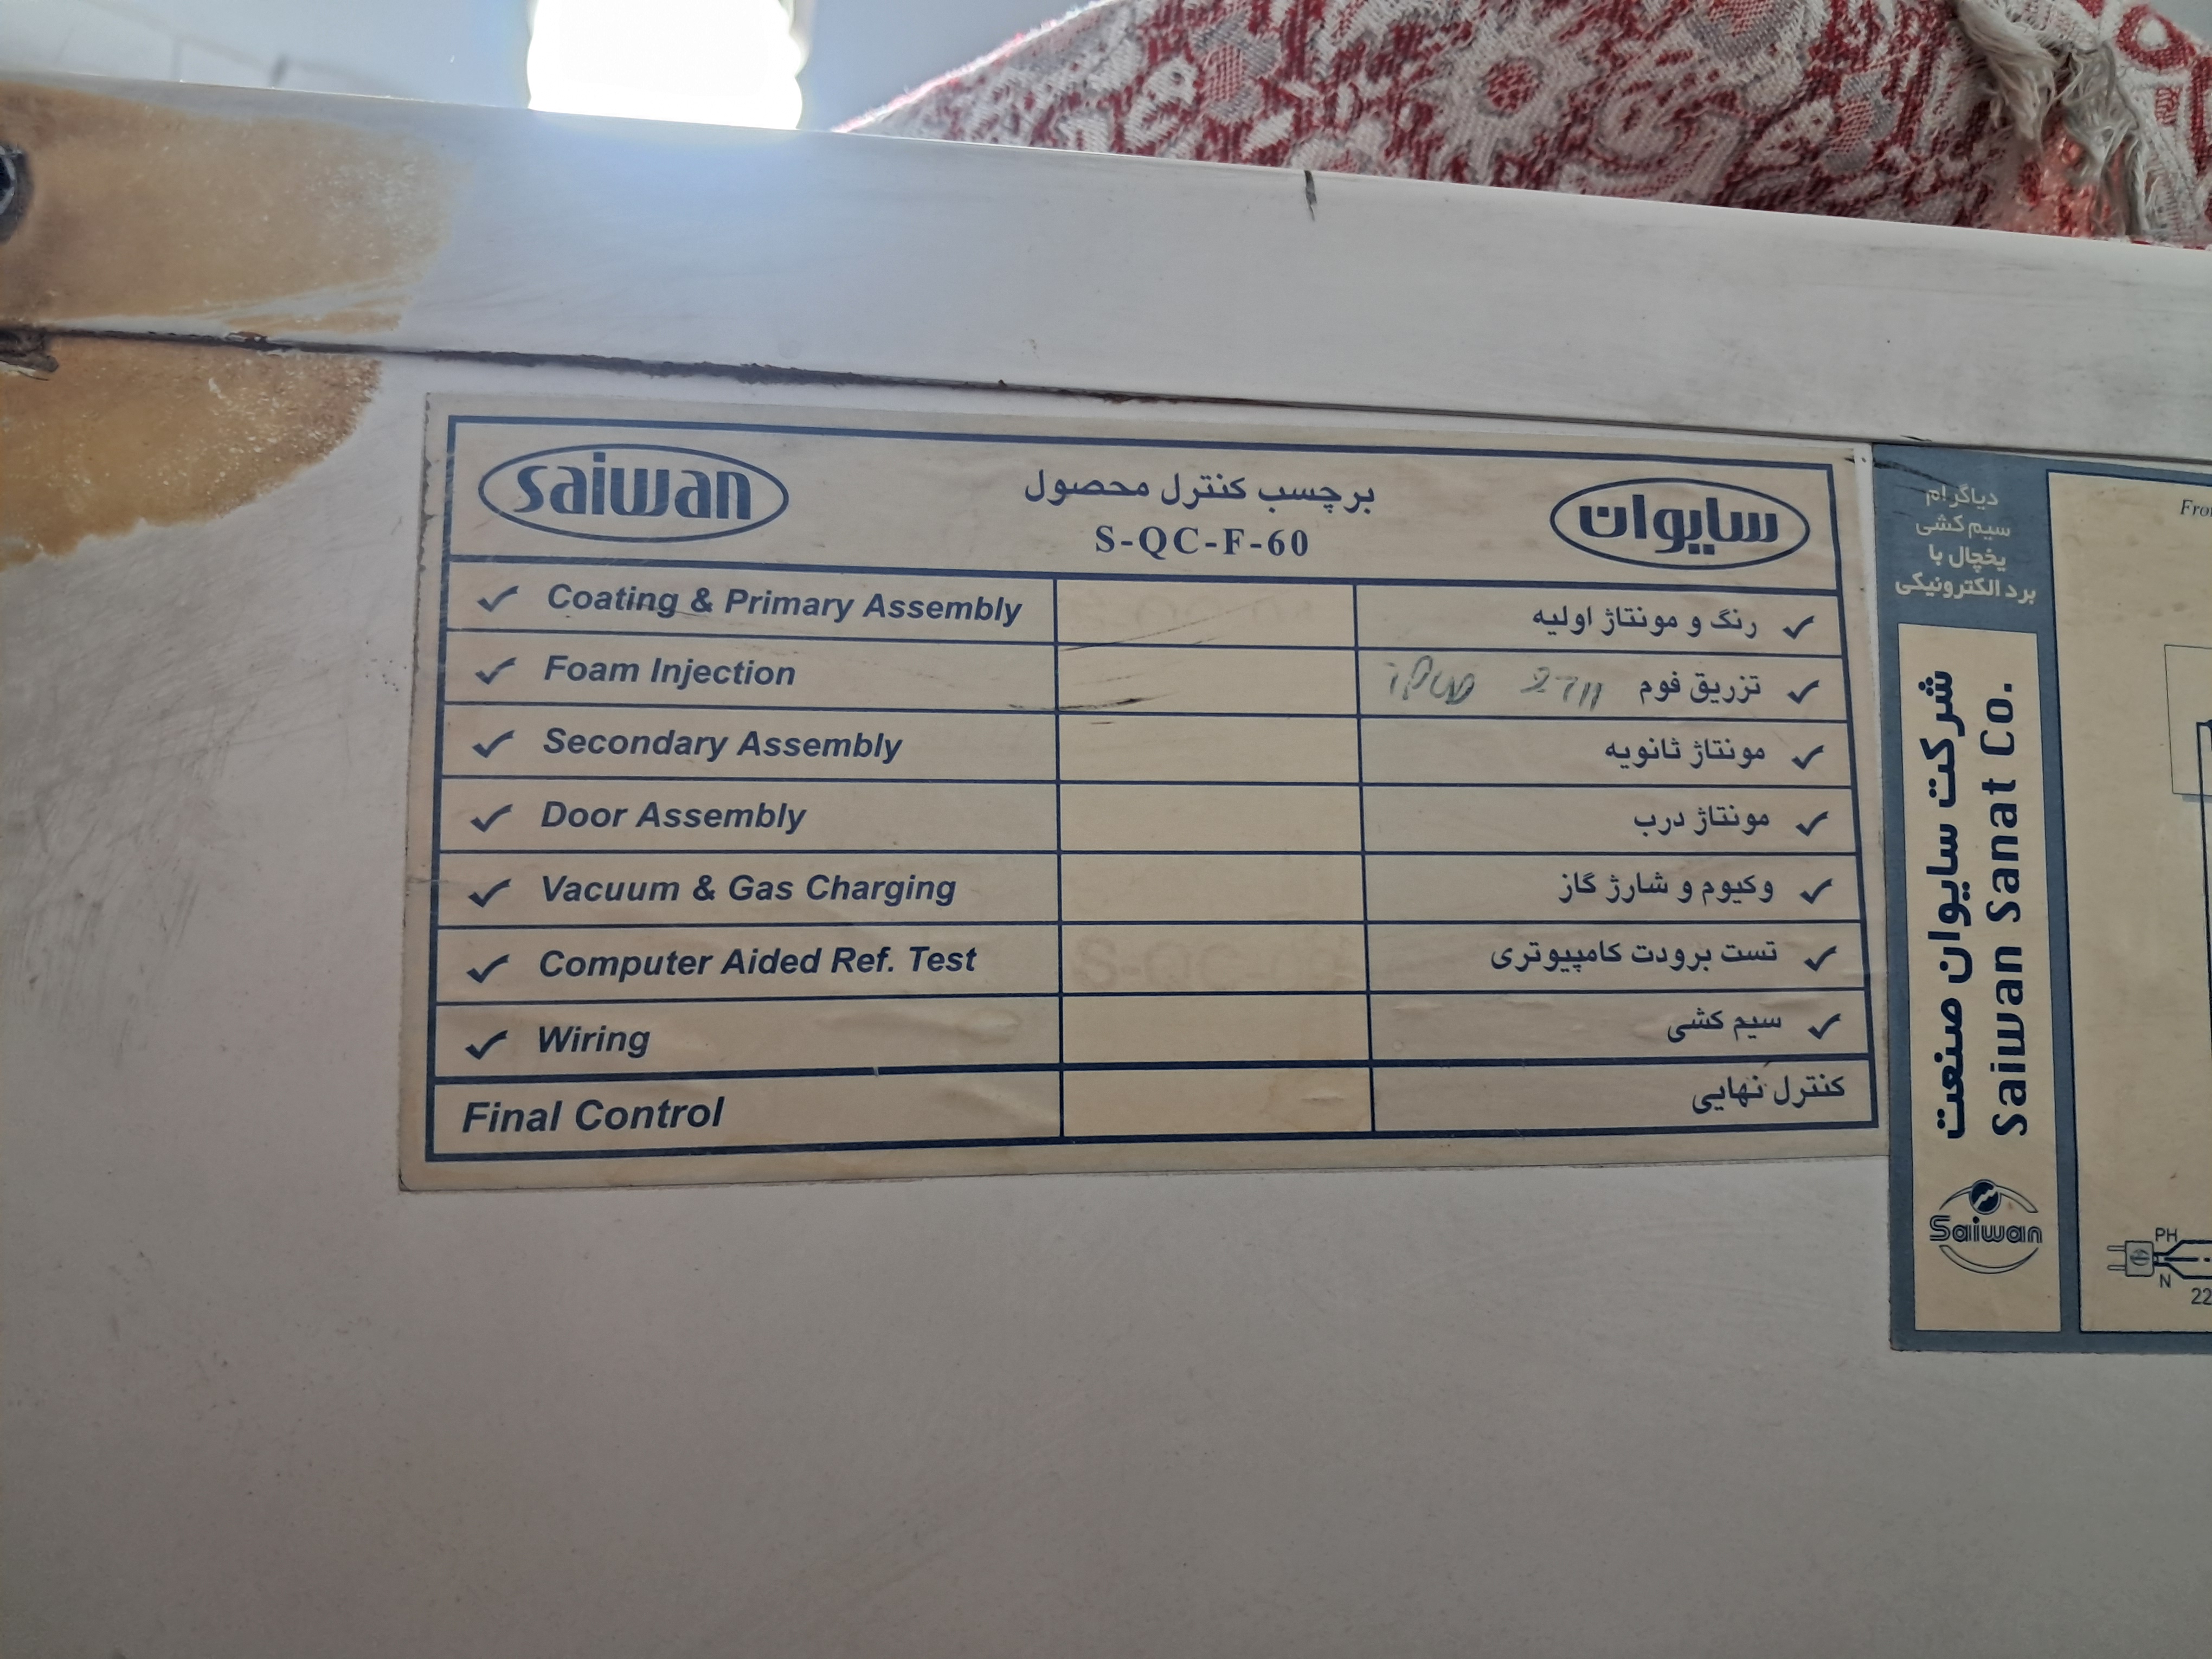 saiwan
برچسب کنترل محصول
سایوان
S-QC-F-60
✓ Coating & Primary Assembly
✓ رنگ و مونتاژ اولیه
✓ Foam Injection
✓ تزریق فوم
✓ Secondary Assembly
✓ مونتاژ ثانویه
✓ Door Assembly
✓ مونتاژ درب
✓ Vacuum & Gas Charging
✓ وکیوم و شارژ گاز
✓ Computer Aided Ref. Test
✓ تست برودت کامپیوتری
✓ Wiring
✓ سیم کشی
Final Control
کنترل نهایی
دیاگرام
سیم کشی
یخچال با
برد الکترونیکی
شرکت سایوان صنعت
Saiwan Sanat Co.
Saiwan
PH
N